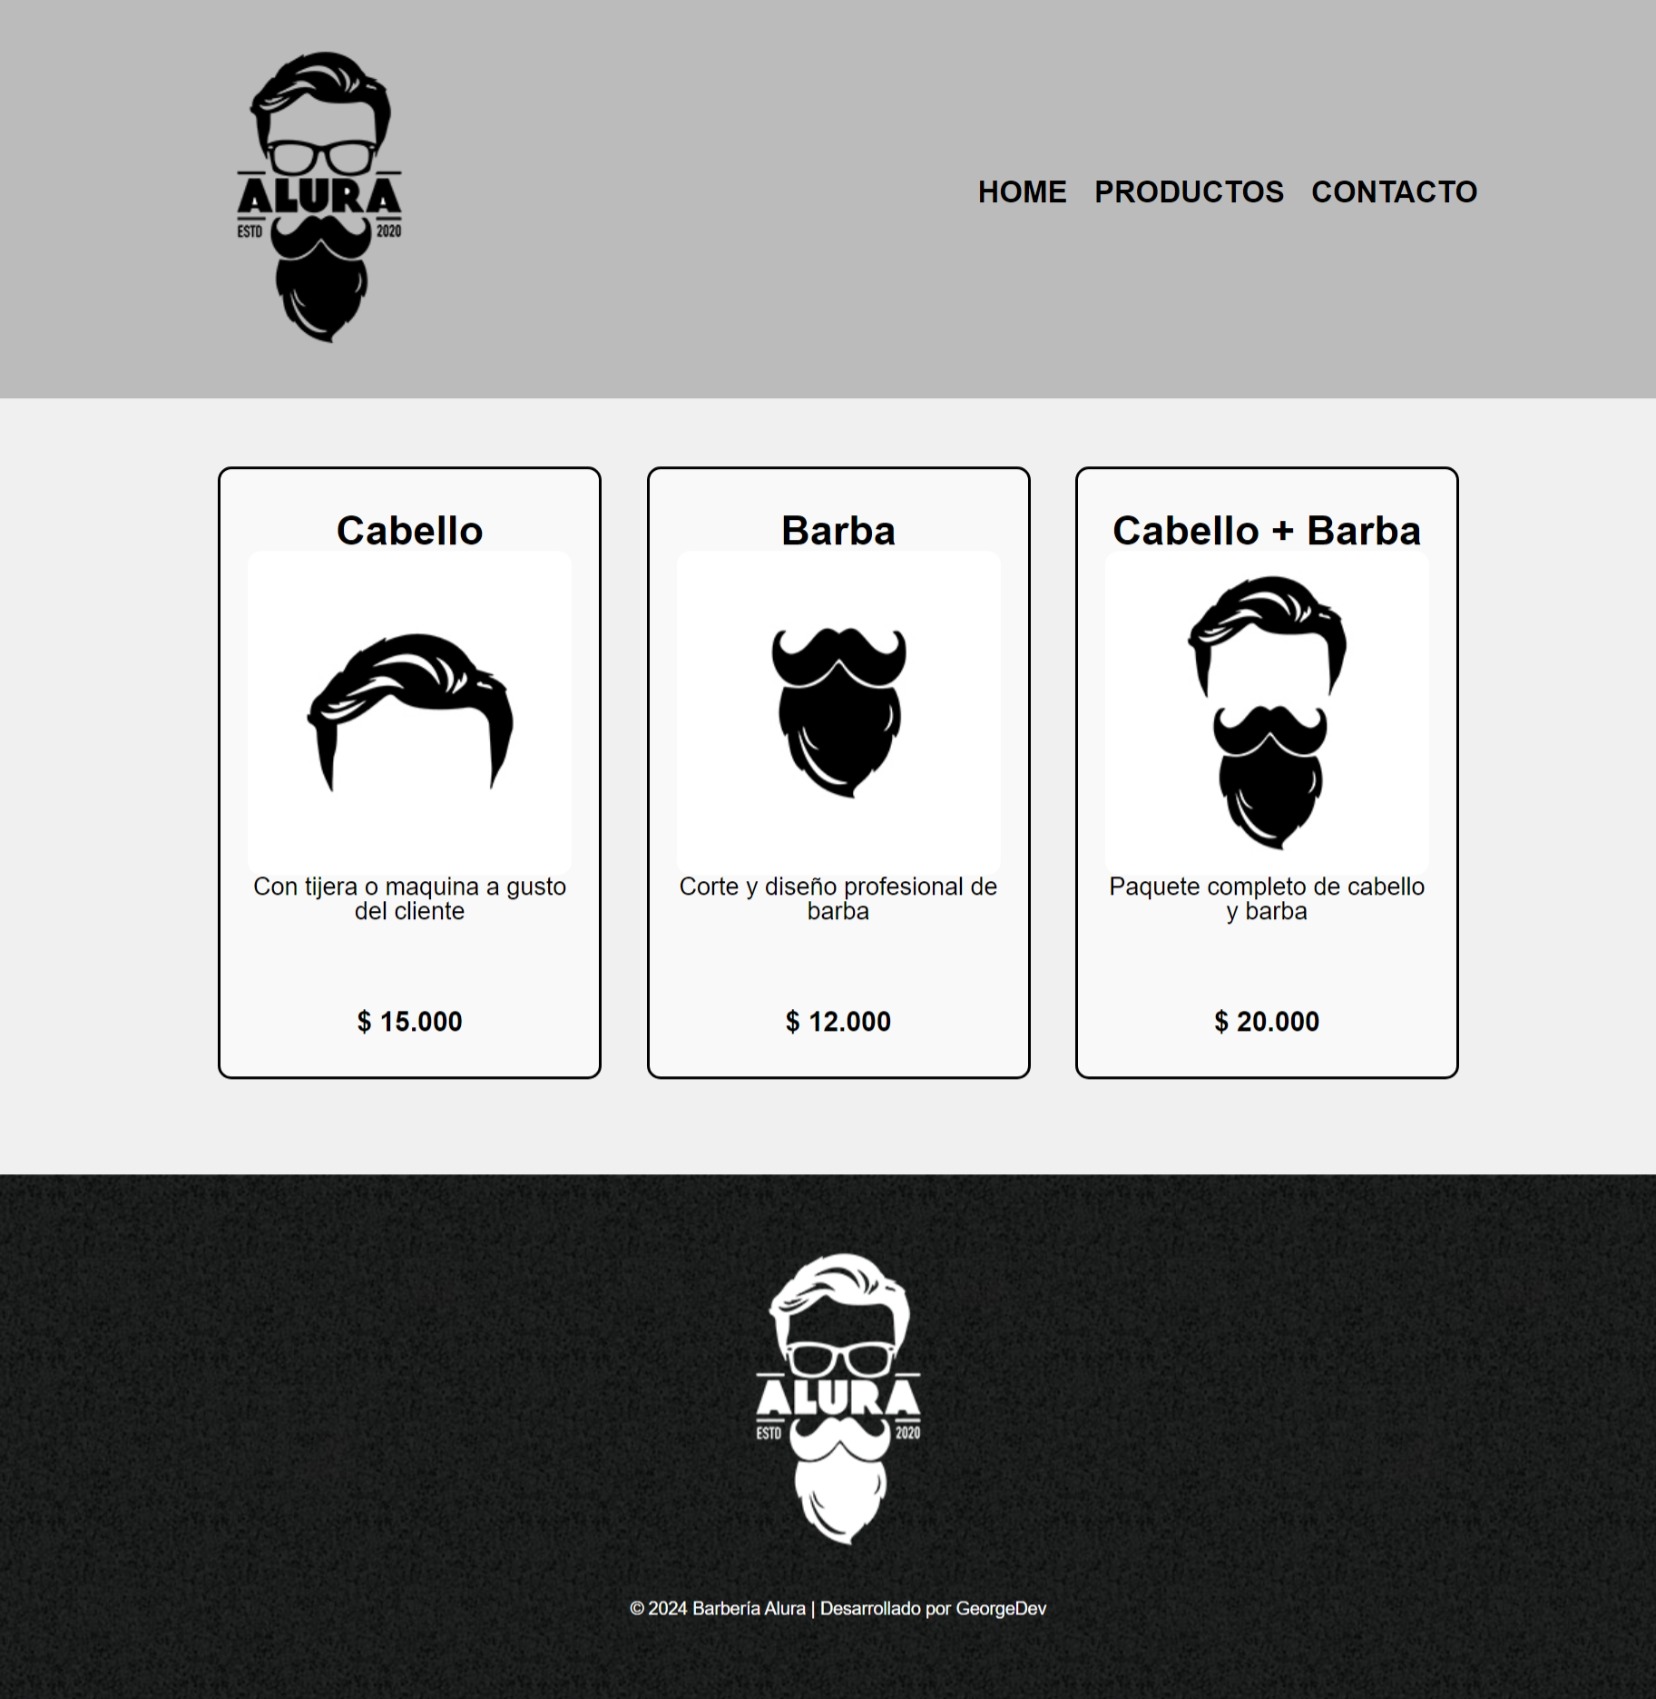 ALURA
ESTD 2020
HOME PRODUCTOS CONTACTO
Cabello
Con tijera o maquina a gusto
del cliente
$ 15.000
Barba
Corte y diseño profesional de
barba
$ 12.000
Cabello + Barba
Paquete completo de cabello
y barba
$ 20.000
ALURA
ESTD 2020
© 2024 Barbería Alura | Desarrollado por GeorgeDev